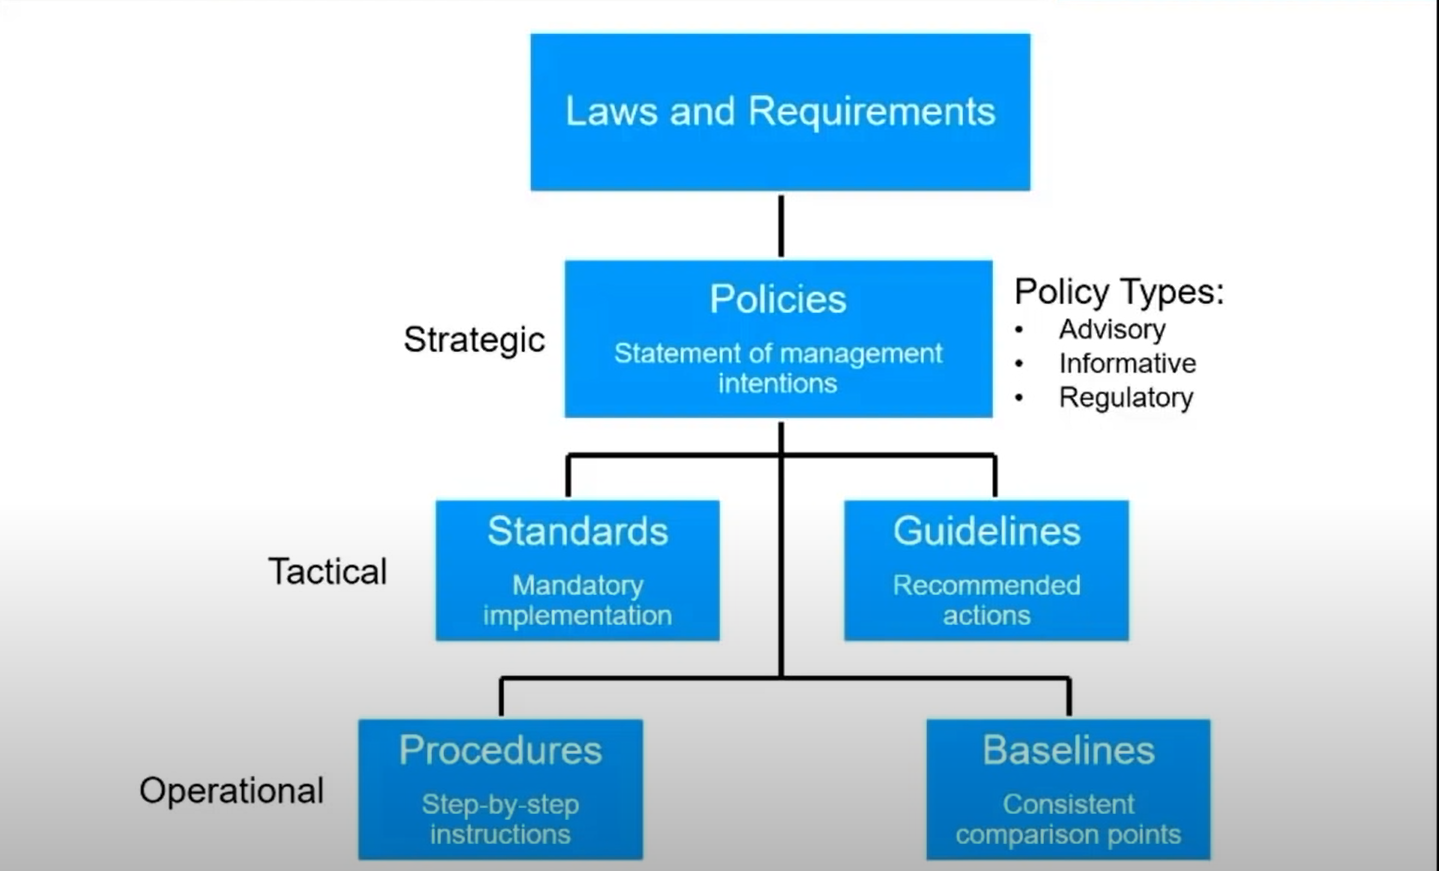 Laws and Requirements
Policies
Statement of management
intentions
Strategic
Policy Types:
• Advisory
• Informative
• Regulatory
Standards
Mandatory
implementation
Guidelines
Recommended
actions
Tactical
Procedures
Step-by-step
instructions
Baselines
Consistent
comparison points
Operational